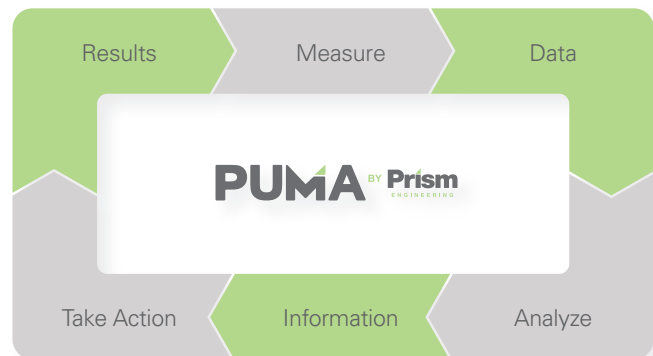 Results
Measure
Data
PUMA BY Prism
ENGINEERING
Take Action
Information
Analyze